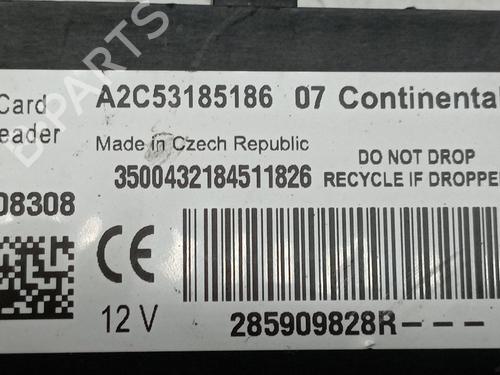 Card
eader
08308
A2C53185186 07 Continental
Made in Czech Republic
3500432184511826
DO NOT DROP
RECYCLE IF DROPPE
CE
12 V
285909828R---
B PARTS